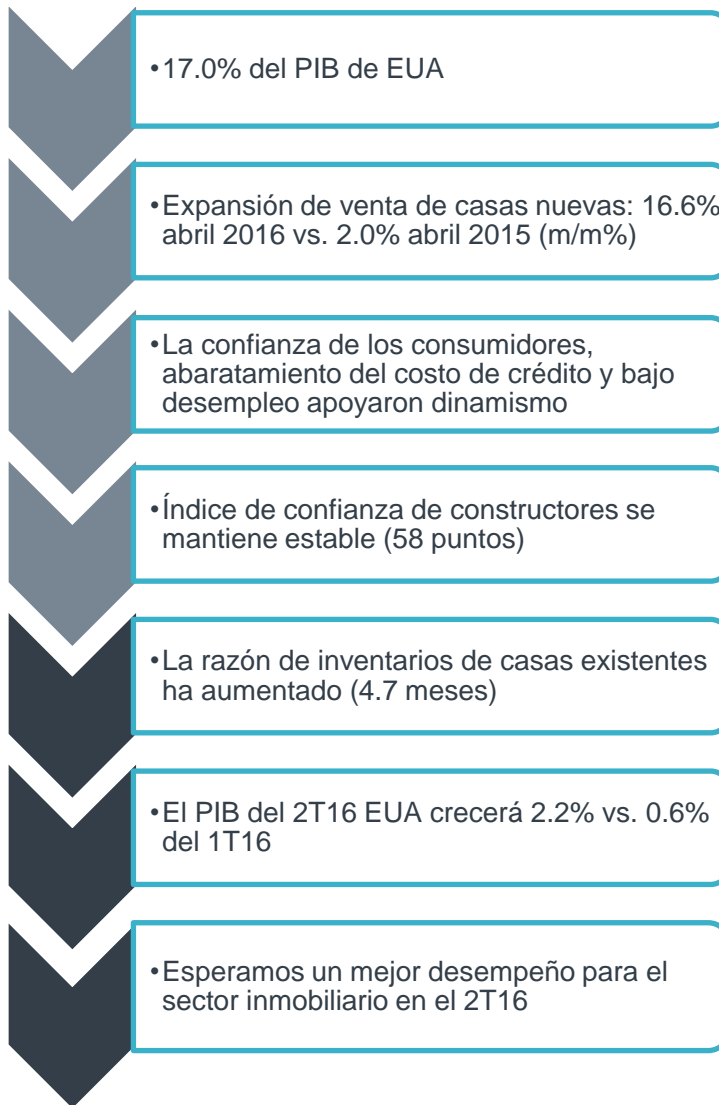 •17.0% del PIB de EUA
•Expansión de venta de casas nuevas: 16.6%
abril 2016 vs. 2.0% abril 2015 (m/m%)
•La confianza de los consumidores,
abaratamiento del costo de crédito y bajo
desempleo apoyaron dinamismo
•Índice de confianza de constructores se
mantiene estable (58 puntos)
•La razón de inventarios de casas existentes
ha aumentado (4.7 meses)
•El PIB del 2T16 EUA crecerá 2.2% vs. 0.6%
del 1T16
•Esperamos un mejor desempeño para el
sector inmobiliario en el 2T16